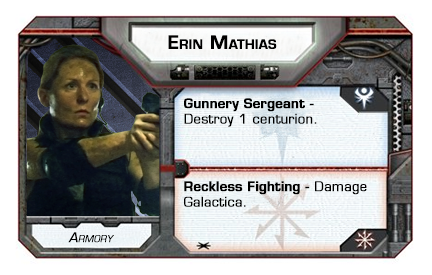 Erin Mathias
Gunnery Sergeant -
Destroy 1 centurion.
Reckless Fighting - Damage
Galactica.
Armory